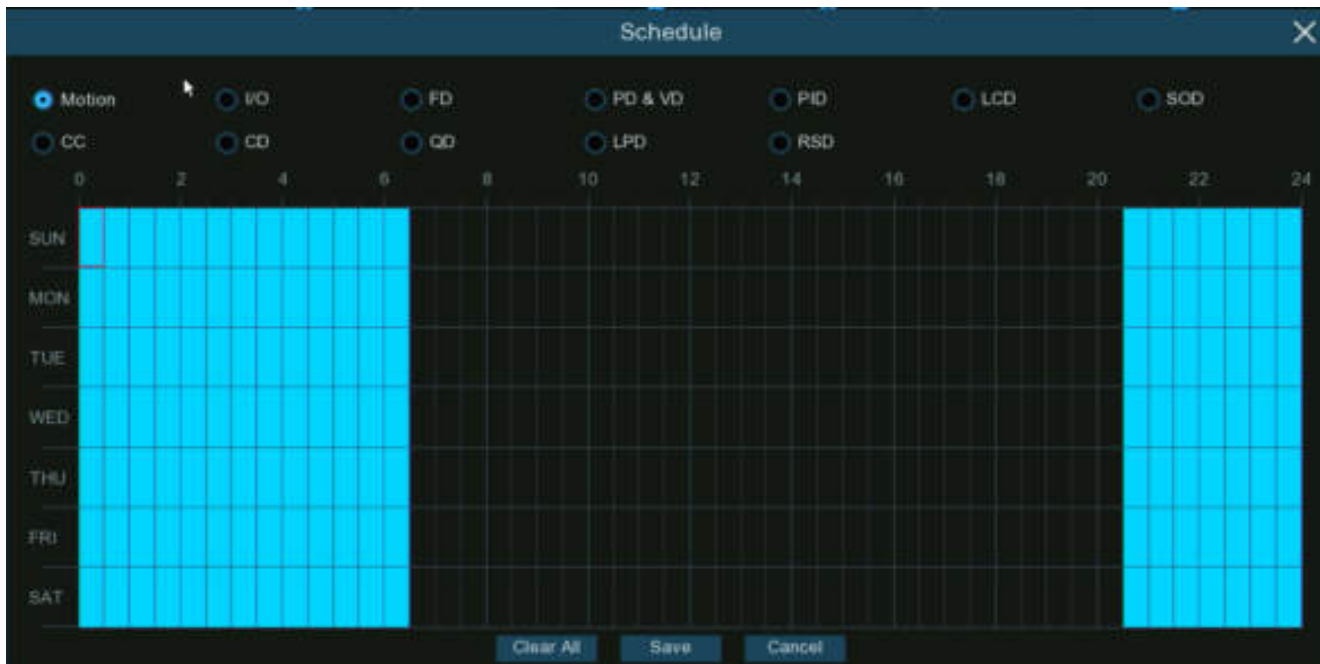 Schedule
Motion I/O FD PD & VD PID LCD SOD
CC CD QD LPD RSD
0 2 4 6 8 10 12 14 16 18 20 22 24
SUN
MON
TUE
WED
THU
FRI
SAT
Clear All Save Cancel